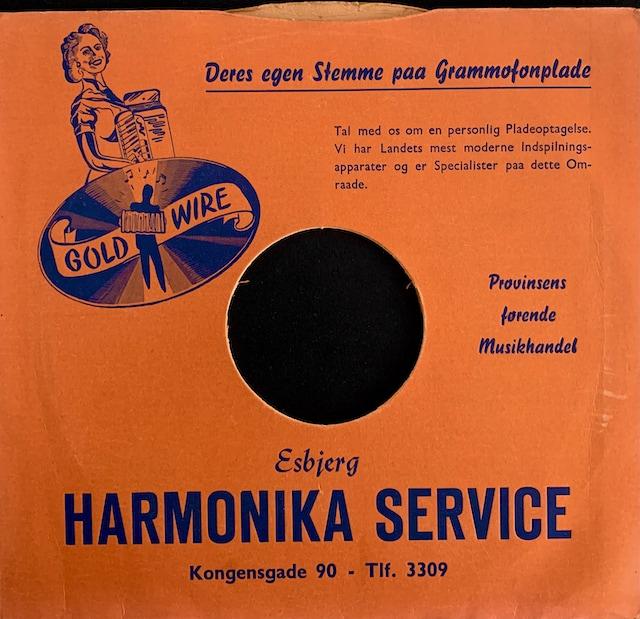 Deres egen Stemme paa Grammofonplade
Tal med os om en personlig Pladeoptagelse.
Vi har Landets mest moderne Indspilnings-
apparater og er Specialister paa dette Om-
raade.
GOLD WIRE
Provinsens
førende
Musikhandel
Esbjerg
HARMONIKA SERVICE
Kongensgade 90 - Tlf. 3309